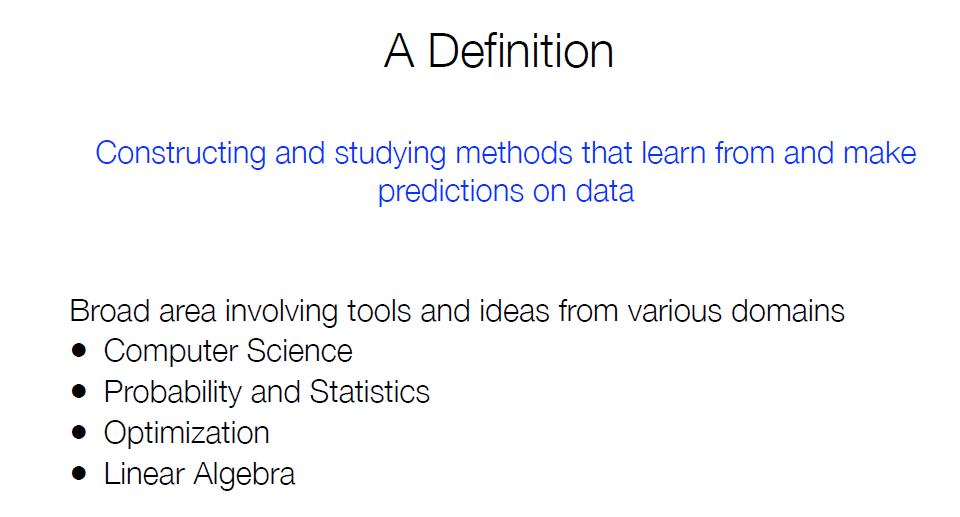 A Definition
Constructing and studying methods that learn from and make
predictions on data
Broad area involving tools and ideas from various domains
● Computer Science
● Probability and Statistics
● Optimization
● Linear Algebra